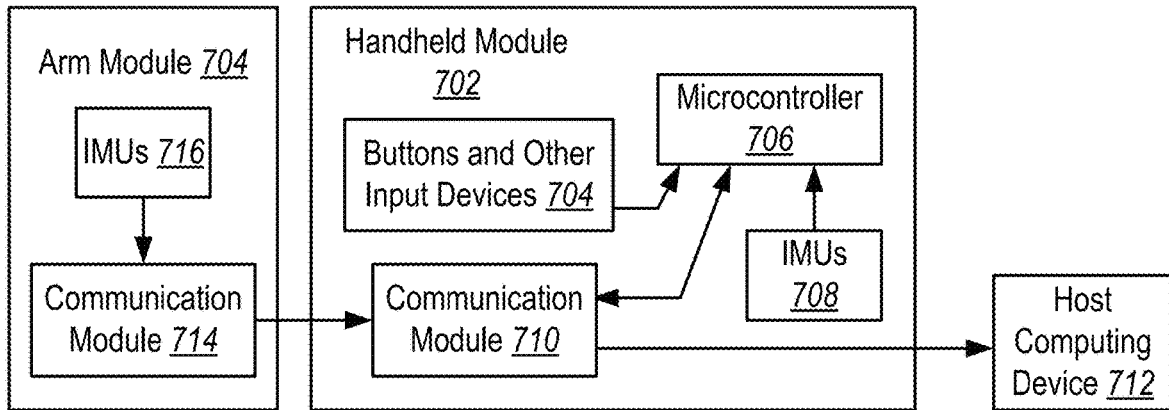 Arm Module 704
IMUs 716
Communication
Module 714
Handheld Module
702
Microcontroller
706
Buttons and Other
Input Devices 704
IMUs
708
Communication
Module 710
Host
Computing
Device 712